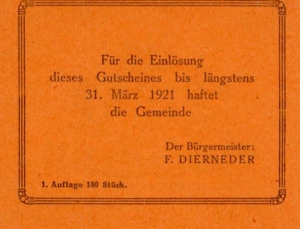 Für die Einlösung
dieses Gutscheines bis längstens
31. März 1921 haftet
die Gemeinde
Der Bürgermeister:
F. DIERNEDER
1. Auflage 160 Stück.